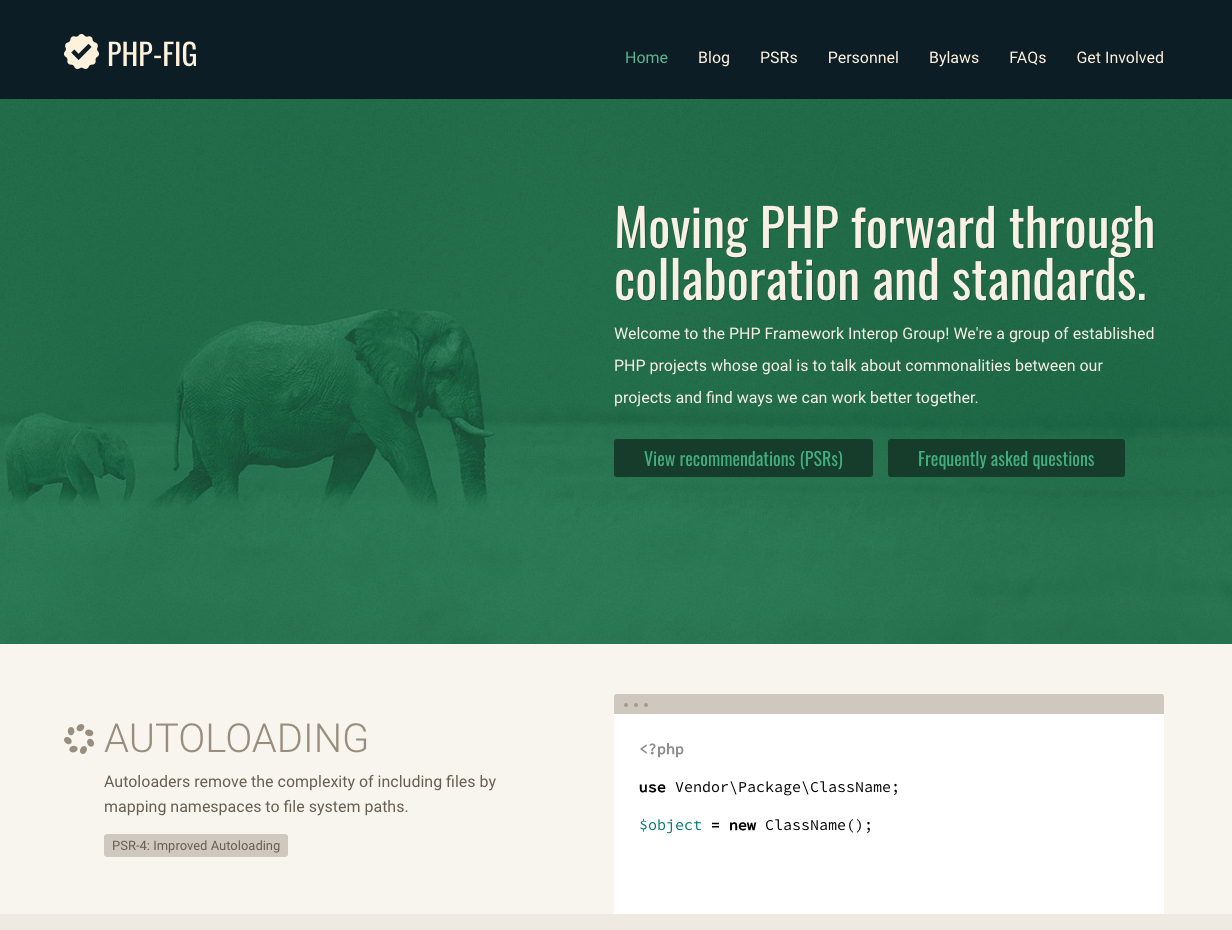 PHP-FIG
Home Blog PSRs Personnel Bylaws FAQs Get Involved
Moving PHP forward through
collaboration and standards.
Welcome to the PHP Framework Interop Group! We're a group of established
PHP projects whose goal is to talk about commonalities between our
projects and find ways we can work better together.
View recommendations (PSRs) Frequently asked questions
AUTOLOADING
Autoloaders remove the complexity of including files by
mapping namespaces to file system paths.
PSR-4: Improved Autoloading
<?php
use Vendor\Package\ClassName;
$object = new ClassName();